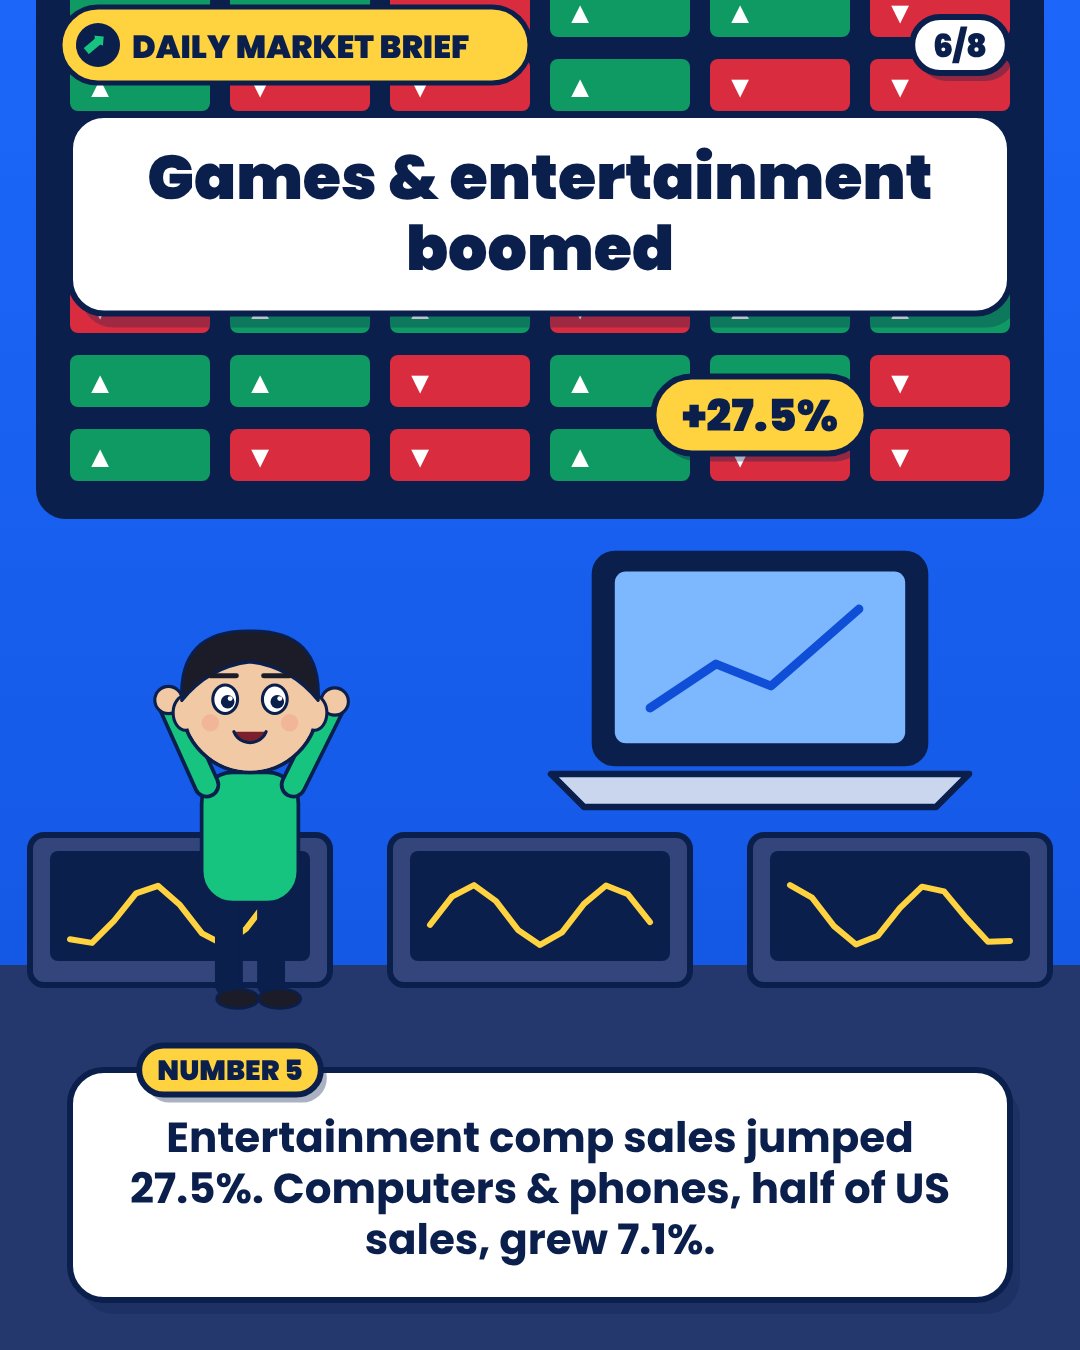 DAILY MARKET BRIEF
6/8
Games & entertainment
boomed
+27.5%
NUMBER 5
Entertainment comp sales jumped
27.5%. Computers & phones, half of US
sales, grew 7.1%.